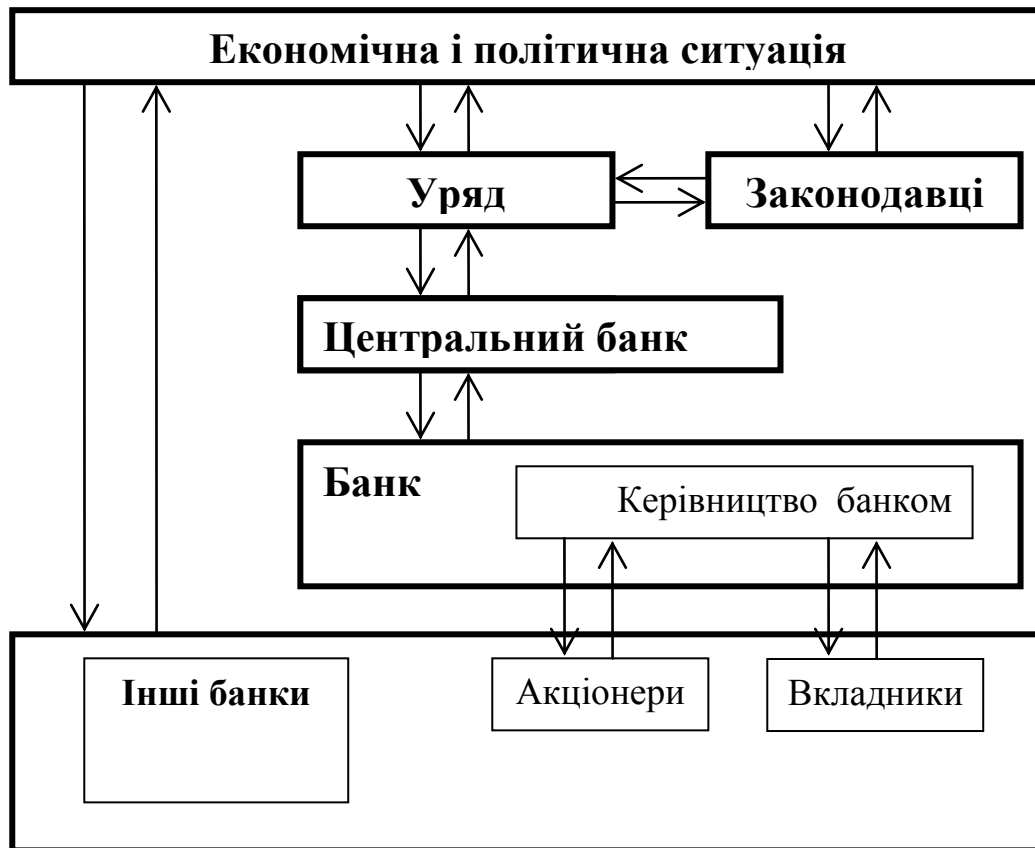 Економічна і політична ситуація
Уряд
Законодавці
Центральний банк
Банк
Керівництво банком
Інші банки
Акціонери
Вкладники